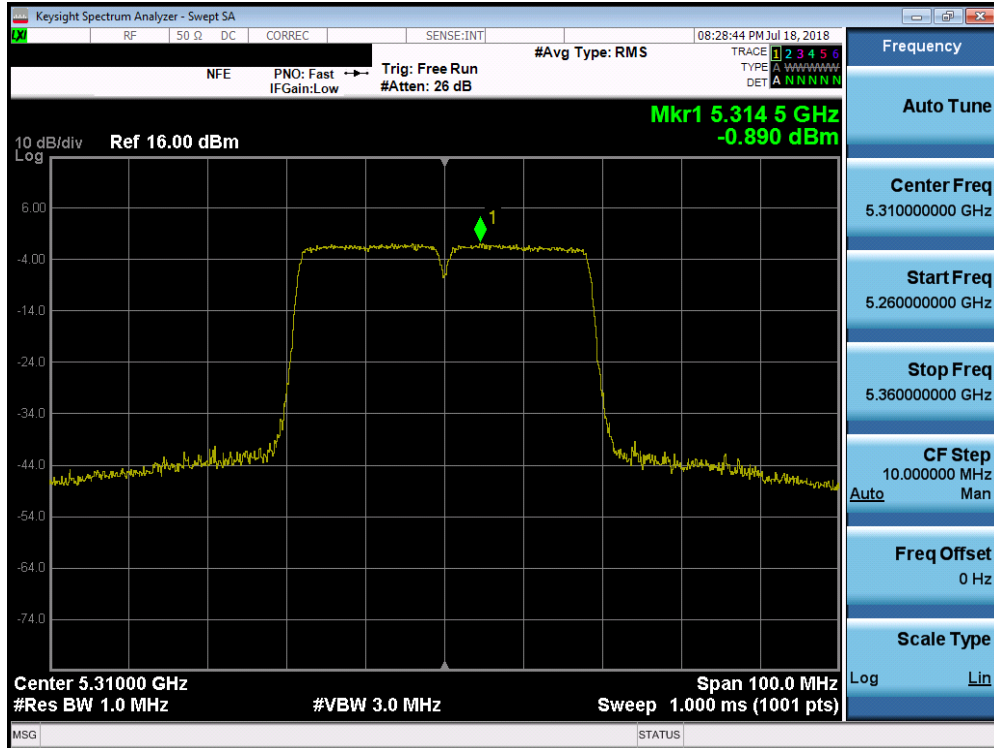 Keysight Spectrum Analyzer - Swept SA
LXI RF 50 Ω DC CORREC SENSE:INT 08:28:44 PM Jul 18, 2018
NFE PNO: Fast Trig: Free Run #Avg Type: RMS TRACE 1 2 3 4 5 6
IFGain:Low #Atten: 26 dB TYPE A WWWWW
DET A N N N N N
Mkr1 5.314 5 GHz
-0.890 dBm
10 dB/div Ref 16.00 dBm
Log
1
6.00
-4.00
-14.0
-24.0
-34.0
-44.0
-54.0
-64.0
-74.0
Center 5.31000 GHz Span 100.0 MHz
#Res BW 1.0 MHz #VBW 3.0 MHz Sweep 1.000 ms (1001 pts)
MSG STATUS
Frequency
Auto Tune
Center Freq
5.310000000 GHz
Start Freq
5.260000000 GHz
Stop Freq
5.360000000 GHz
CF Step
10.000000 MHz
Auto Man
Freq Offset
0 Hz
Scale Type
Log Lin